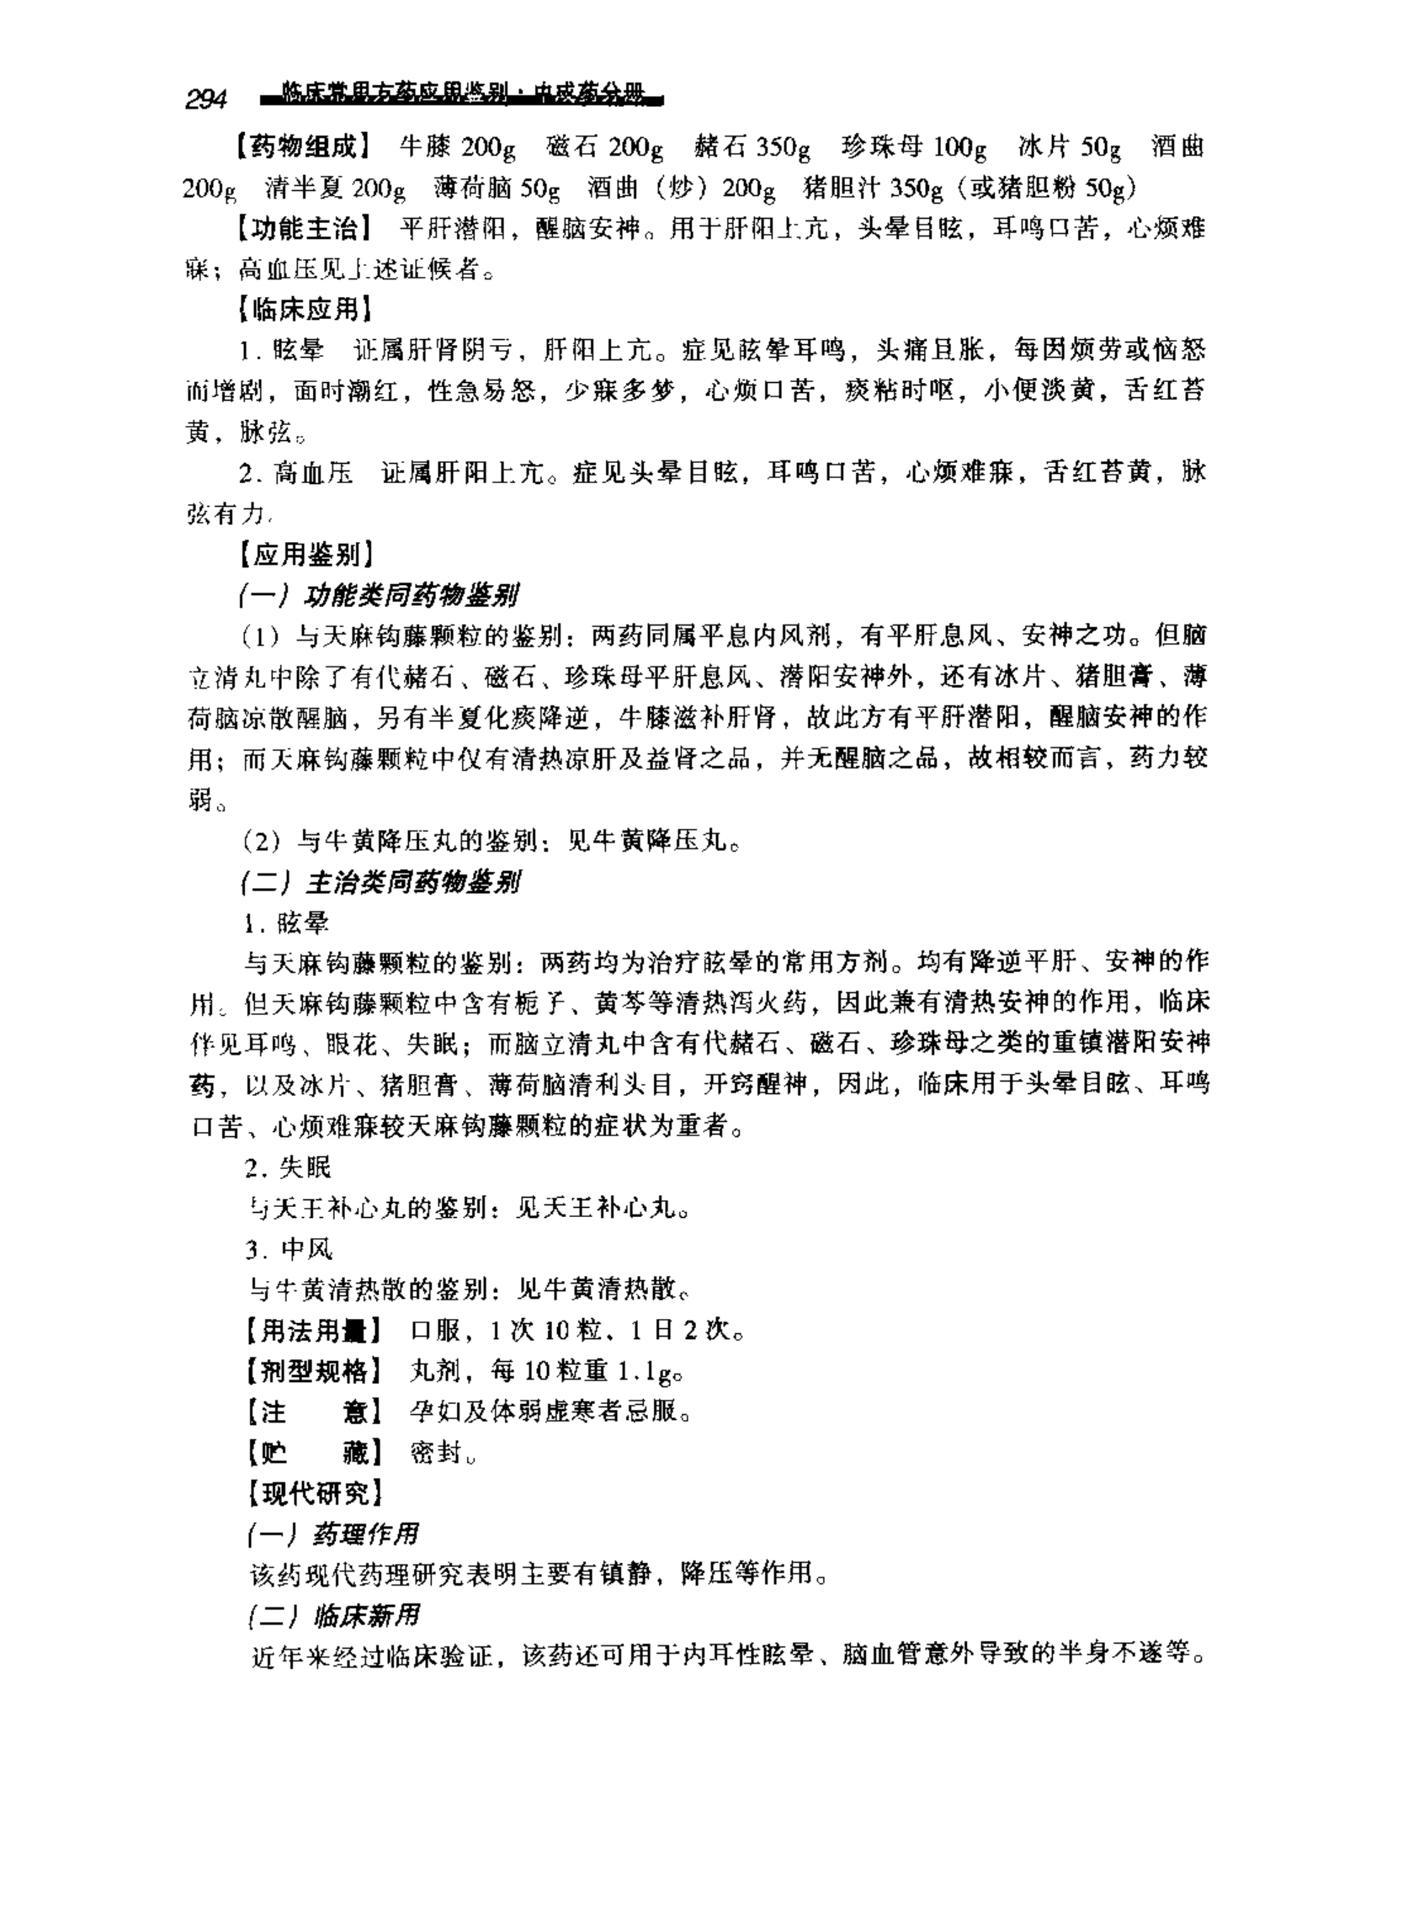 294 临床常用方药应用鉴别·中成药分册
【药物组成】 牛膝 200g 磁石 200g 赭石 350g 珍珠母 100g 冰片 50g 酒曲
200g 清半夏 200g 薄荷脑 50g 酒曲（炒）200g 猪胆汁 350g（或猪胆粉 50g）
【功能主治】 平肝潜阳，醒脑安神。用于肝阳上亢，头晕目眩，耳鸣口苦，心烦难
寐；高血压见上述证候者。
【临床应用】
1. 眩晕 证属肝肾阴亏，肝阳上亢。症见眩晕耳鸣，头痛且胀，每因烦劳或恼怒
而增剧，面时潮红，性急易怒，少寐多梦，心烦口苦，痰粘时呕，小便淡黄，舌红苔
黄，脉弦。
2. 高血压 证属肝阳上亢。症见头晕目眩，耳鸣口苦，心烦难寐，舌红苔黄，脉
弦有力.
【应用鉴别】
（一）功能类同药物鉴别
（1）与天麻钩藤颗粒的鉴别：两药同属平息内风剂，有平肝息风、安神之功。但脑
立清丸中除了有代赭石、磁石、珍珠母平肝息风、潜阳安神外，还有冰片、猪胆膏、薄
荷脑凉散醒脑，另有半夏化痰降逆，牛膝滋补肝肾，故此方有平肝潜阳，醒脑安神的作
用；而天麻钩藤颗粒中仅有清热凉肝及益肾之品，并无醒脑之品，故相较而言，药力较
弱。
（2）与牛黄降压丸的鉴别：见牛黄降压丸。
（二）主治类同药物鉴别
1. 眩晕
与天麻钩藤颗粒的鉴别：两药均为治疗眩晕的常用方剂。均有降逆平肝、安神的作
用。但天麻钩藤颗粒中含有栀子、黄芩等清热泻火药，因此兼有清热安神的作用，临床
伴见耳鸣、眼花、失眠；而脑立清丸中含有代赭石、磁石、珍珠母之类的重镇潜阳安神
药，以及冰片、猪胆膏、薄荷脑清利头目，开窍醒神，因此，临床用于头晕目眩、耳鸣
口苦、心烦难寐较天麻钩藤颗粒的症状为重者。
2. 失眠
与天王补心丸的鉴别：见天王补心丸。
3. 中风
与牛黄清热散的鉴别：见牛黄清热散。
【用法用量】 口服，1 次 10 粒、1 日 2 次。
【剂型规格】 丸剂，每 10 粒重 1.1g。
【注 意】 孕妇及体弱虚寒者忌服。
【贮 藏】 密封。
【现代研究】
（一）药理作用
该药现代药理研究表明主要有镇静，降压等作用。
（二）临床新用
近年来经过临床验证，该药还可用于内耳性眩晕、脑血管意外导致的半身不遂等。